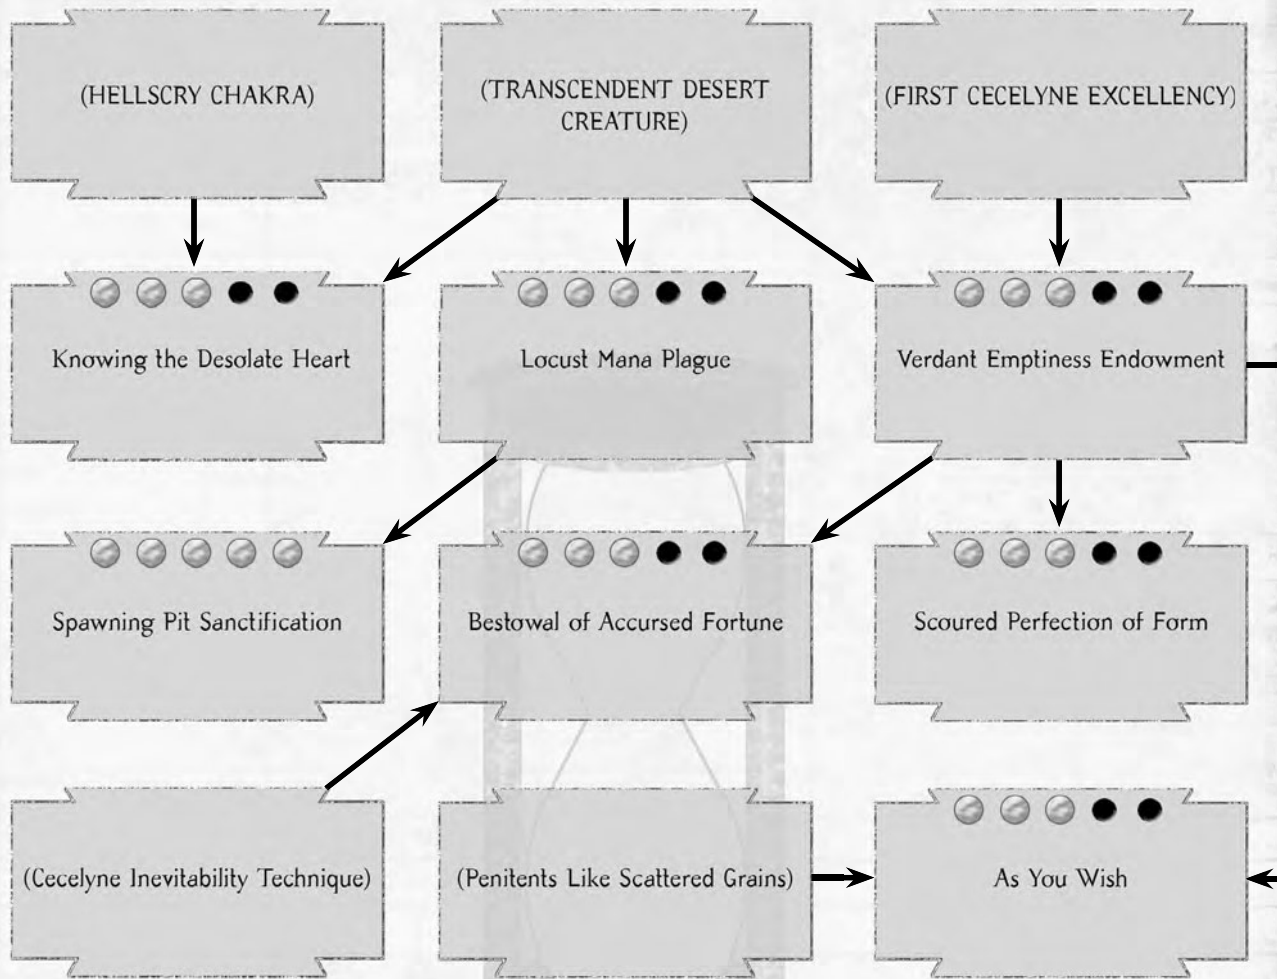 (HELLSCRY CHAKRA)
(TRANSCENDENT DESERT
CREATURE)
(FIRST CECELYNE EXCELLENCY)
Knowing the Desolate Heart
Locust Mana Plague
Verdant Emptiness Endowment
Spawning Pit Sanctification
Bestowal of Accursed Fortune
Scoured Perfection of Form
(Cecelyne Inevitability Technique)
(Penitents Like Scattered Grains)
As You Wish